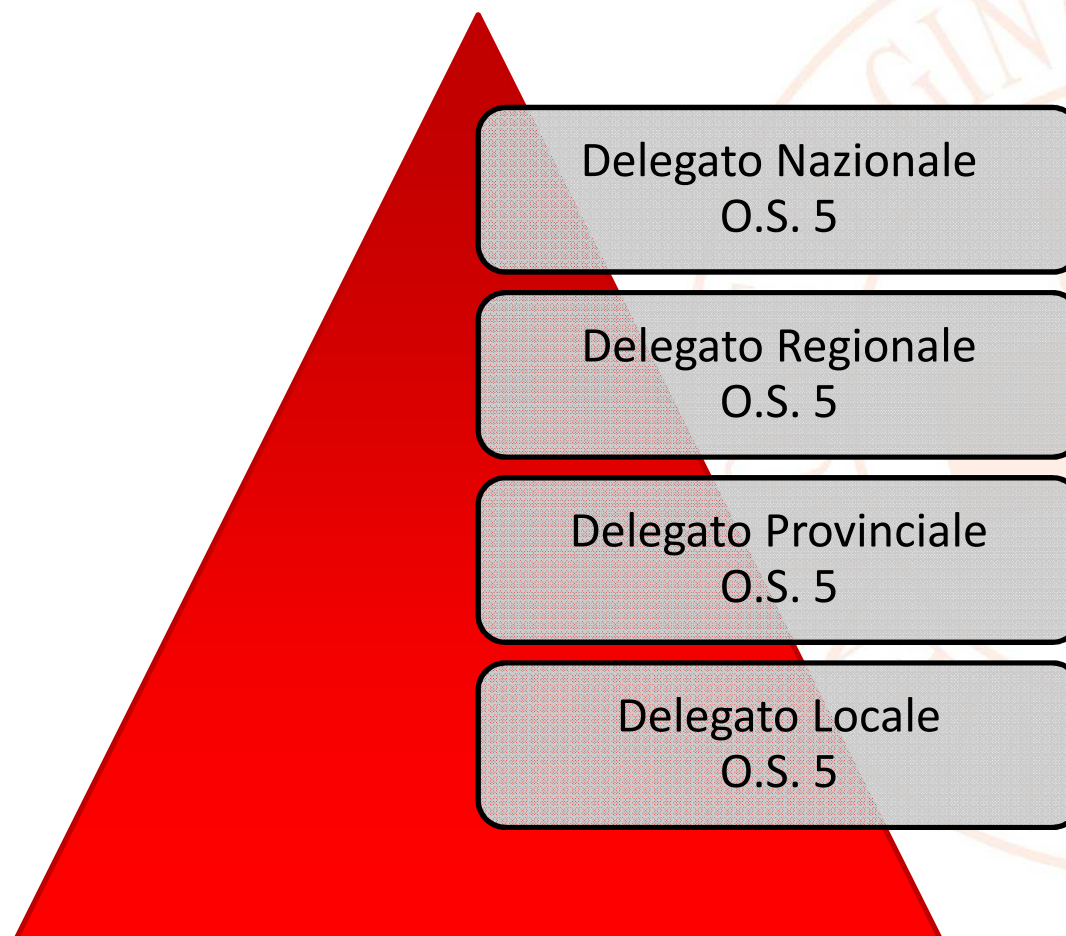 Delegato Nazionale
O.S. 5
Delegato Regionale
O.S. 5
Delegato Provinciale
O.S. 5
Delegato Locale
O.S. 5